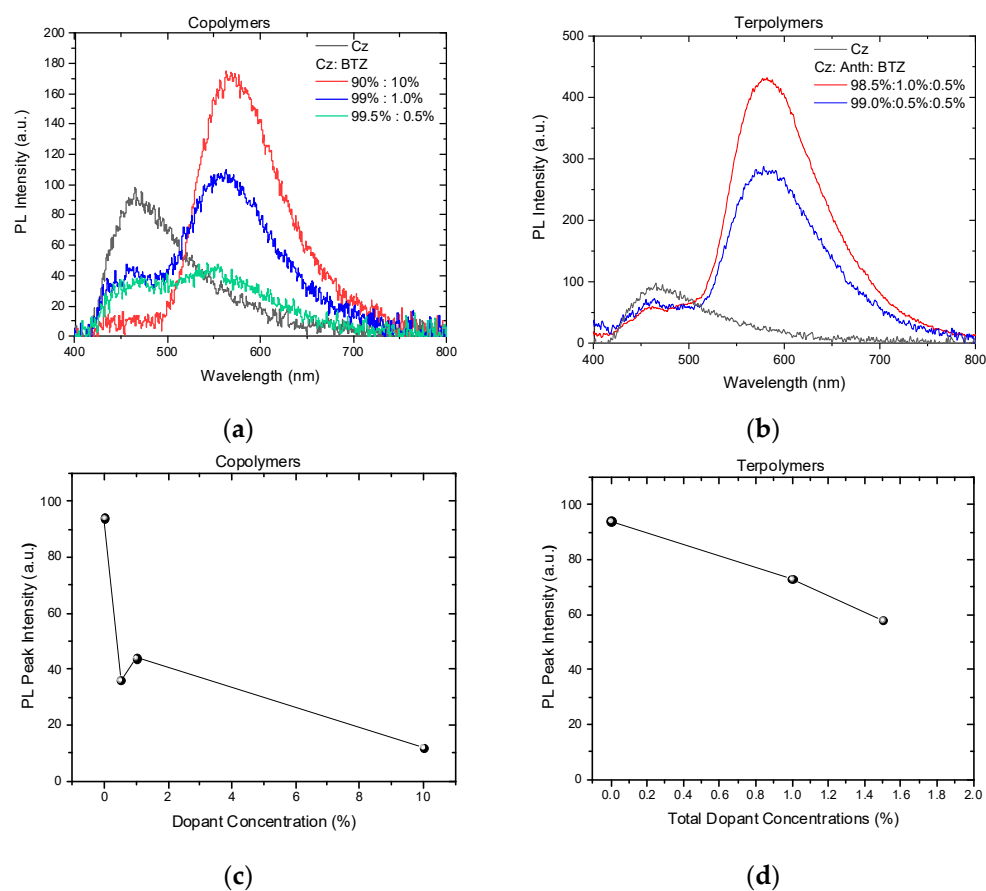 Copolymers
PL Intensity (a.u.)
200
180
160
140
120
100
80
60
40
20
0
400
500
600
700
800
Wavelength (nm)
Cz
Cz: BTZ
90% : 10%
99% : 1.0%
99.5% : 0.5%
(a)
Terpolymers
PL Intensity (a.u.)
500
400
300
200
100
0
400
500
600
700
800
Wavelength (nm)
Cz
Cz: Anth: BTZ
98.5%:1.0%:0.5%
99.0%:0.5%:0.5%
(b)
Copolymers
PL Peak Intensity (a.u.)
100
80
60
40
20
0
0
2
4
6
8
10
Dopant Concentration (%)
(c)
Terpolymers
PL Peak Intensity (a.u.)
100
80
60
40
20
0
0.0
0.2
0.4
0.6
0.8
1.0
1.2
1.4
1.6
1.8
2.0
Total Dopant Concentrations (%)
(d)